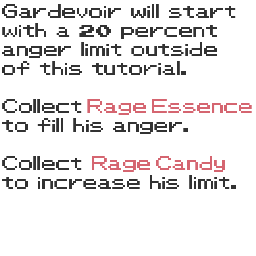 Gardevoir will start
with a 20 percent
anger limit outside
of this tutorial.
Collect Rage Essence
to fill his anger.
Collect Rage Candy
to increase his limit.